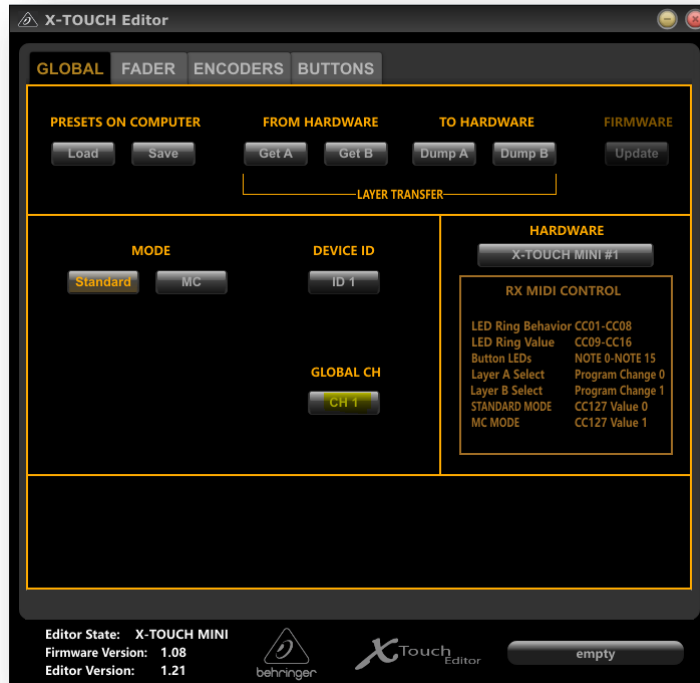 X-TOUCH Editor
GLOBAL FADER ENCODERS BUTTONS
PRESETS ON COMPUTER FROM HARDWARE TO HARDWARE FIRMWARE
Load Save Get A Get B Dump A Dump B Update
LAYER TRANSFER
HARDWARE
X-TOUCH MINI #1
MODE DEVICE ID
Standard MC ID 1
GLOBAL CH
CH 1
RX MIDI CONTROL
LED Ring Behavior CC01-CC08
LED Ring Value CC09-CC16
Button LEDs NOTE 0-NOTE 15
Layer A Select Program Change 0
Layer B Select Program Change 1
STANDARD MODE CC127 Value 0
MC MODE CC127 Value 1
Editor State: X-TOUCH MINI
Firmware Version: 1.08
Editor Version: 1.21
behringer
X Touch Editor
empty